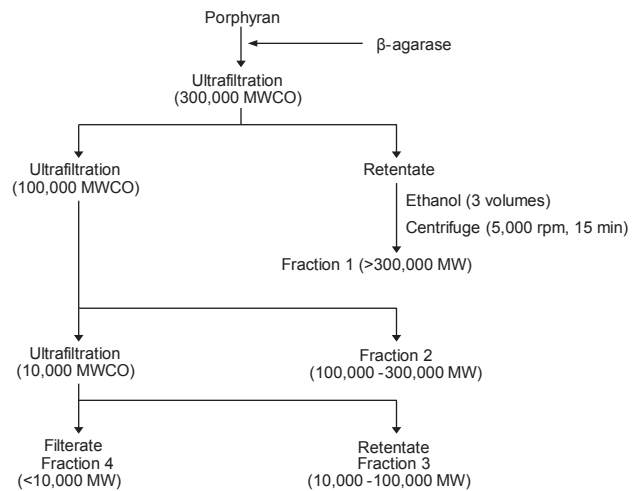 Porphyran
β-agarase
Ultrafiltration
(300,000 MWCO)
Ultrafiltration
(100,000 MWCO)
Retentate
Ethanol (3 volumes)
Centrifuge (5,000 rpm, 15 min)
Fraction 1 (>300,000 MW)
Ultrafiltration
(10,000 MWCO)
Fraction 2
(100,000 -300,000 MW)
Filterate
Fraction 4
(<10,000 MW)
Retentate
Fraction 3
(10,000 -100,000 MW)